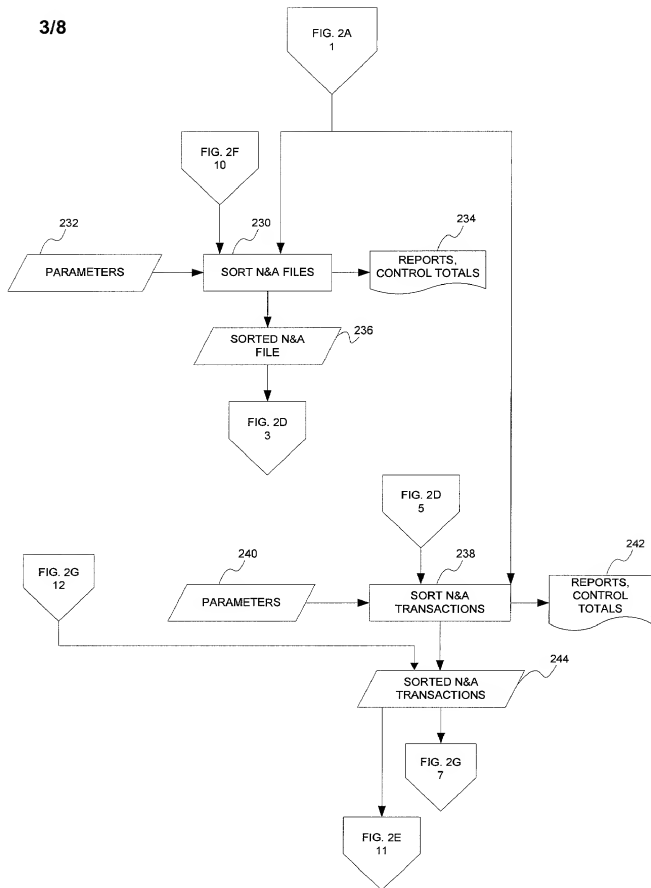 3/8
FIG. 2A
1
FIG. 2F
10
232
230
234
PARAMETERS
SORT N&A FILES
REPORTS,
CONTROL TOTALS
SORTED N&A
FILE
236
FIG. 2D
3
FIG. 2D
5
FIG. 2G
12
240
238
242
PARAMETERS
SORT N&A
TRANSACTIONS
REPORTS,
CONTROL
TOTALS
SORTED N&A
TRANSACTIONS
244
FIG. 2G
7
FIG. 2E
11